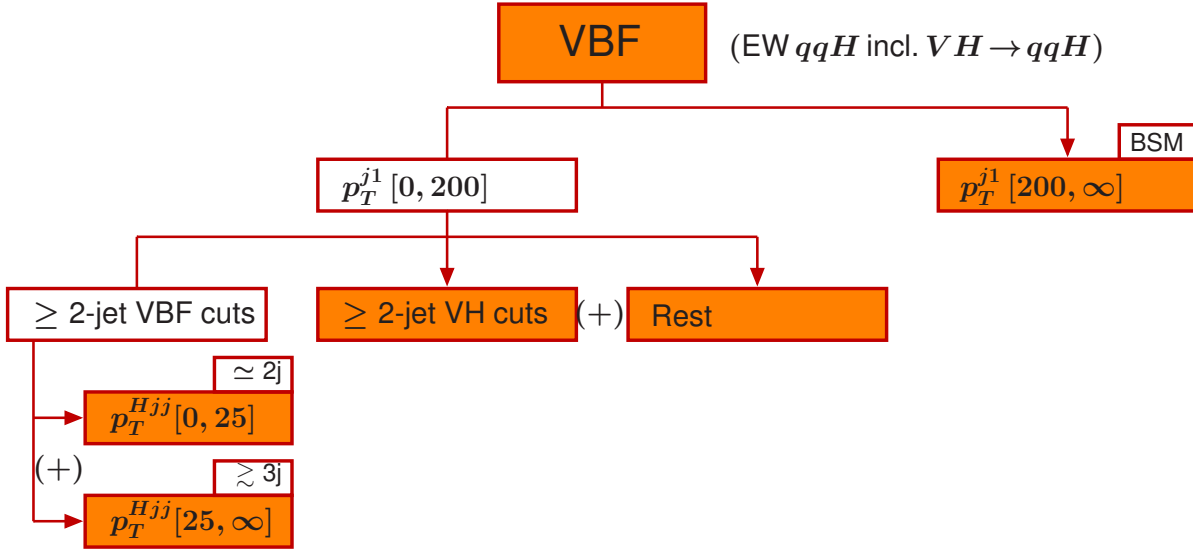 VBF (EW qqH incl. VH → qqH)
BSM
p_T^{j1} [0, 200]
p_T^{j1} [200, ∞]
≥ 2-jet VBF cuts
≥ 2-jet VH cuts (+) Rest
≃ 2j
p_T^{Hjj} [0, 25]
(+)
≳ 3j
p_T^{Hjj} [25, ∞]